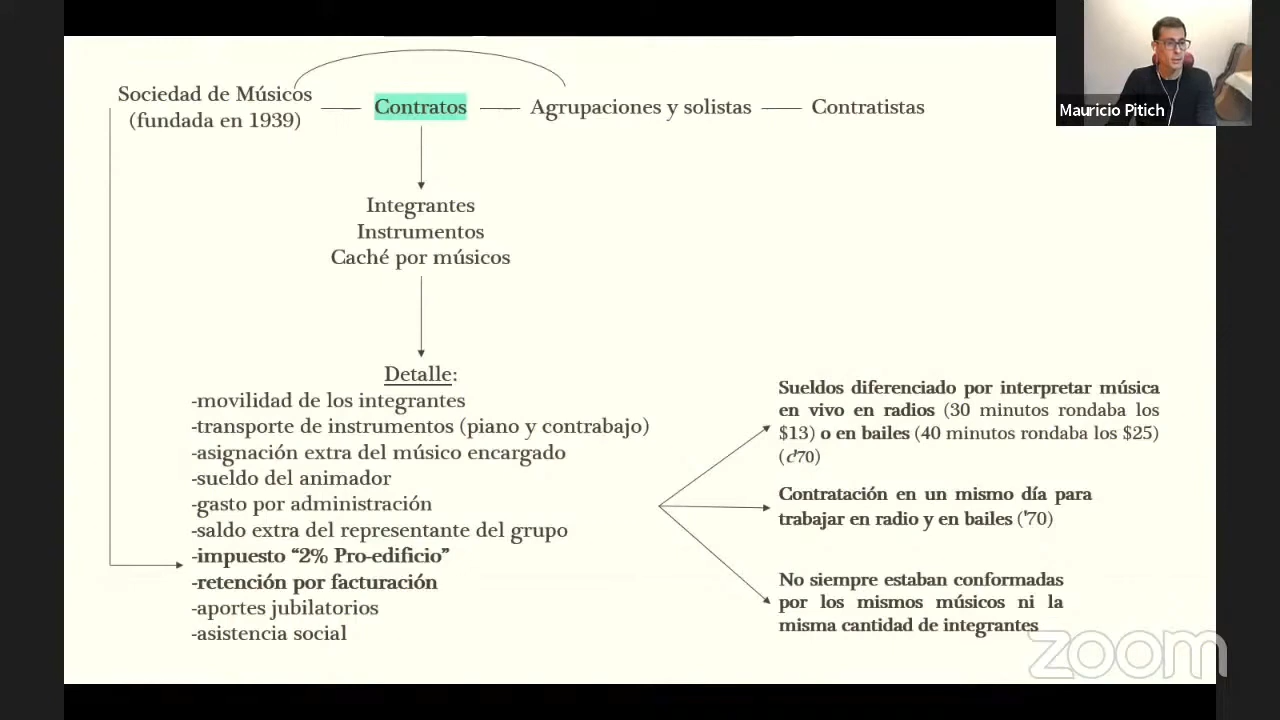 Sociedad de Músicos
(fundada en 1939)
Contratos
Agrupaciones y solistas
Contratistas
Mauricio Pitich
Integrantes
Instrumentos
Caché por músicos
Detalle:
-movilidad de los integrantes
-transporte de instrumentos (piano y contrabajo)
-asignación extra del músico encargado
-sueldo del animador
-gasto por administración
-saldo extra del representante del grupo
-impuesto “2% Pro-edificio”
-retención por facturación
-aportes jubilatorios
-asistencia social
Sueldos diferenciado por interpretar música
en vivo en radios (30 minutos rondaba los
$13) o en bailes (40 minutos rondaba los $25)
(c'70)
Contratación en un mismo día para
trabajar en radio y en bailes ('70)
No siempre estaban conformadas
por los mismos músicos ni la
misma cantidad de integrantes
zoom